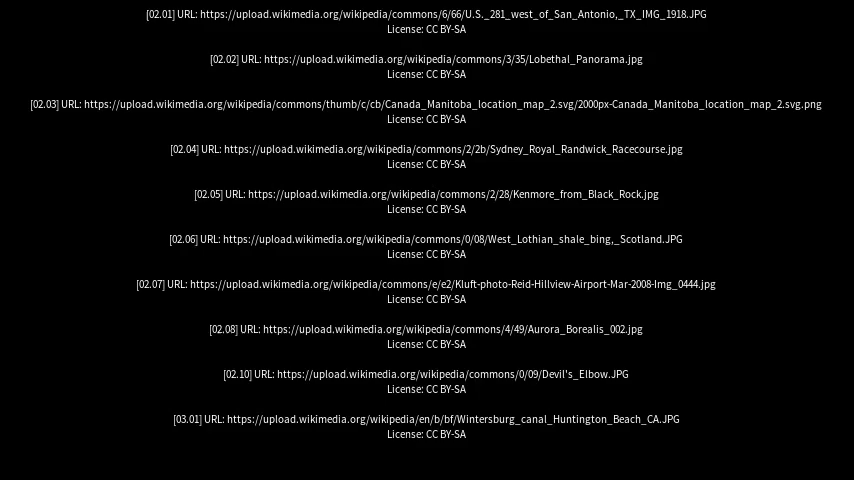 [02.01] URL: https://upload.wikimedia.org/wikipedia/commons/6/66/U.S._281_west_of_San_Antonio,_TX_IMG_1918.JPG
License: CC BY-SA
[02.02] URL: https://upload.wikimedia.org/wikipedia/commons/3/35/Lobethal_Panorama.jpg
License: CC BY-SA
[02.03] URL: https://upload.wikimedia.org/wikipedia/commons/thumb/c/cb/Canada_Manitoba_location_map_2.svg/2000px-Canada_Manitoba_location_map_2.svg.png
License: CC BY-SA
[02.04] URL: https://upload.wikimedia.org/wikipedia/commons/2/2b/Sydney_Royal_Randwick_Racecourse.jpg
License: CC BY-SA
[02.05] URL: https://upload.wikimedia.org/wikipedia/commons/2/28/Kenmore_from_Black_Rock.jpg
License: CC BY-SA
[02.06] URL: https://upload.wikimedia.org/wikipedia/commons/0/08/West_Lothian_shale_bing,_Scotland.JPG
License: CC BY-SA
[02.07] URL: https://upload.wikimedia.org/wikipedia/commons/e/e2/Kluft-photo-Reid-Hillview-Airport-Mar-2008-Img_0444.jpg
License: CC BY-SA
[02.08] URL: https://upload.wikimedia.org/wikipedia/commons/4/49/Aurora_Borealis_002.jpg
License: CC BY-SA
[02.10] URL: https://upload.wikimedia.org/wikipedia/commons/0/09/Devil's_Elbow.JPG
License: CC BY-SA
[03.01] URL: https://upload.wikimedia.org/wikipedia/en/b/bf/Wintersburg_canal_Huntington_Beach_CA.JPG
License: CC BY-SA